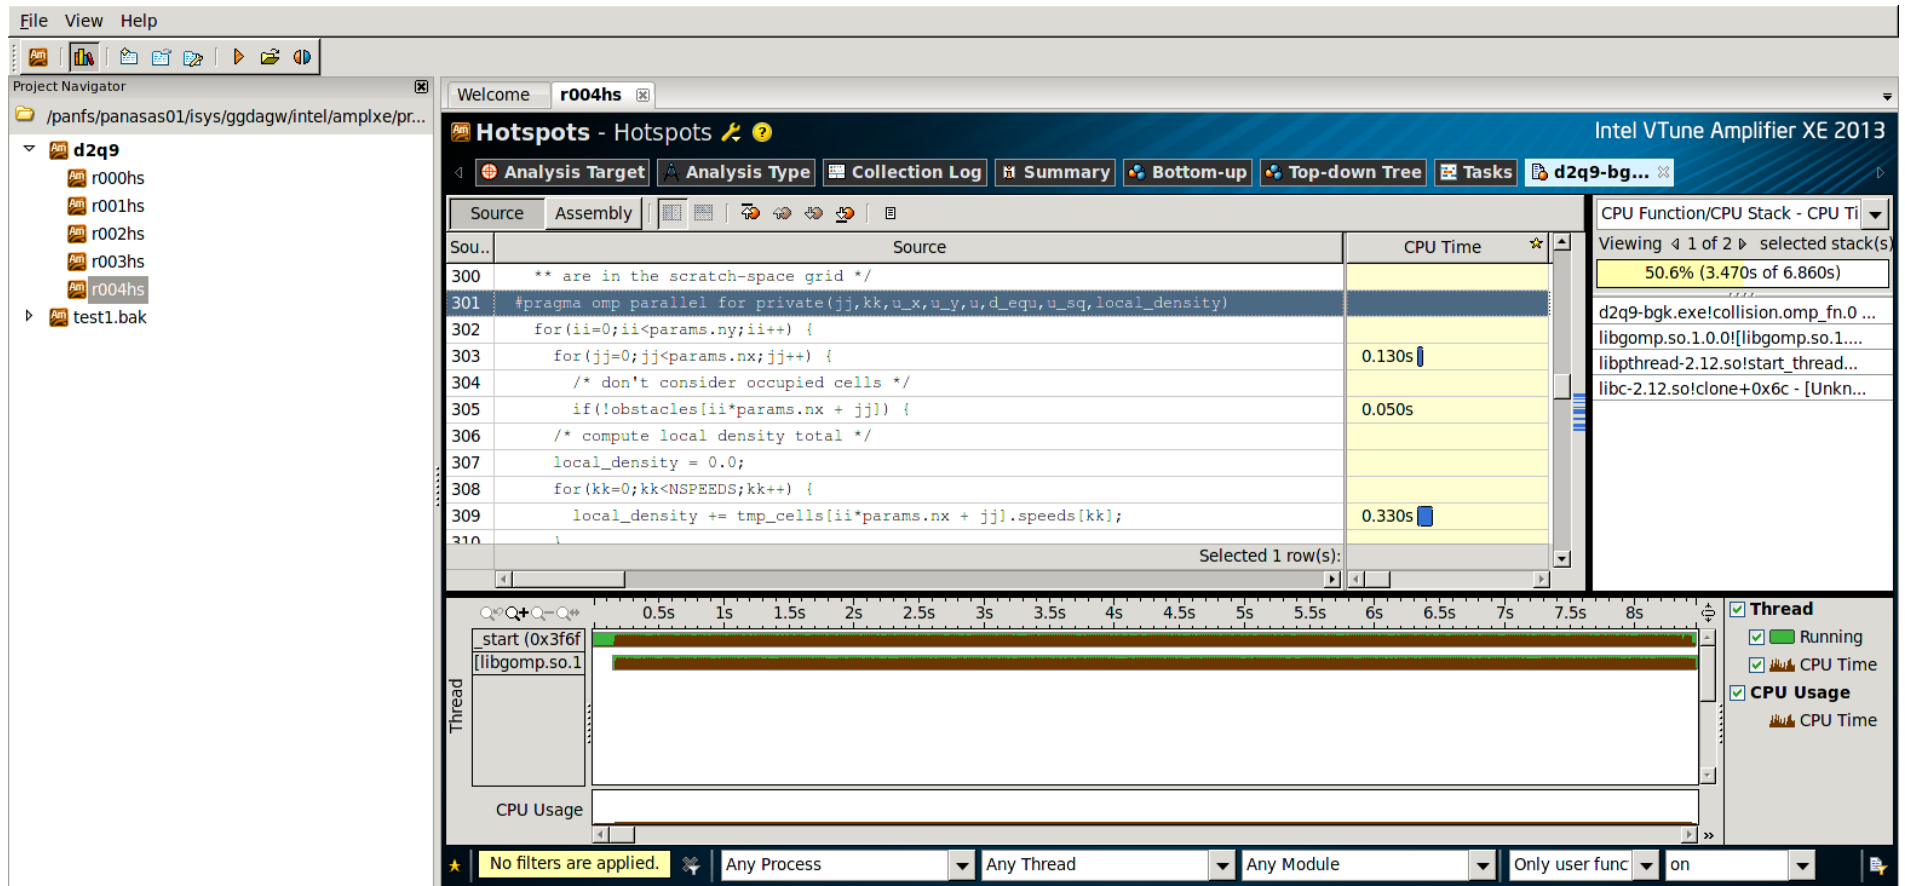 File View Help
Project Navigator
/panfs/panasas01/isys/ggdagw/intel/amplxe/pr...
d2q9
r000hs
r001hs
r002hs
r003hs
r004hs
test1.bak
Welcome r004hs
Hotspots - Hotspots
Intel VTune Amplifier XE 2013
Analysis Target Analysis Type Collection Log Summary Bottom-up Top-down Tree Tasks d2q9-bg...
Source Assembly
Sou.. Source CPU Time
300 ** are in the scratch-space grid */
301 #pragma omp parallel for private(jj,kk,u_x,u_y,u,d_equ,u_sq,local_density)
302 for(ii=0;ii<params.ny;ii++) {
303 for(jj=0;jj<params.nx;jj++) { 0.130s
304 /* don't consider occupied cells */
305 if(!obstacles[ii*params.nx + jj]) { 0.050s
306 /* compute local density total */
307 local_density = 0.0;
308 for(kk=0;kk<NSPEEDS;kk++) {
309 local_density += tmp_cells[ii*params.nx + jj].speeds[kk]; 0.330s
310 }
Selected 1 row(s):
CPU Function/CPU Stack - CPU Ti
Viewing 1 of 2 selected stack(s)
50.6% (3.470s of 6.860s)
d2q9-bgk.exe!collision.omp_fn.0 ...
libgomp.so.1.0.0![libgomp.so.1....
libpthread-2.12.so!start_thread...
libc-2.12.so!clone+0x6c - [Unkn...
0.5s 1s 1.5s 2s 2.5s 3s 3.5s 4s 4.5s 5s 5.5s 6s 6.5s 7s 7.5s 8s
_start (0x3f6f
[libgomp.so.1
Thread
CPU Usage
Thread
Running
CPU Time
CPU Usage
CPU Time
No filters are applied. Any Process Any Thread Any Module Only user func on